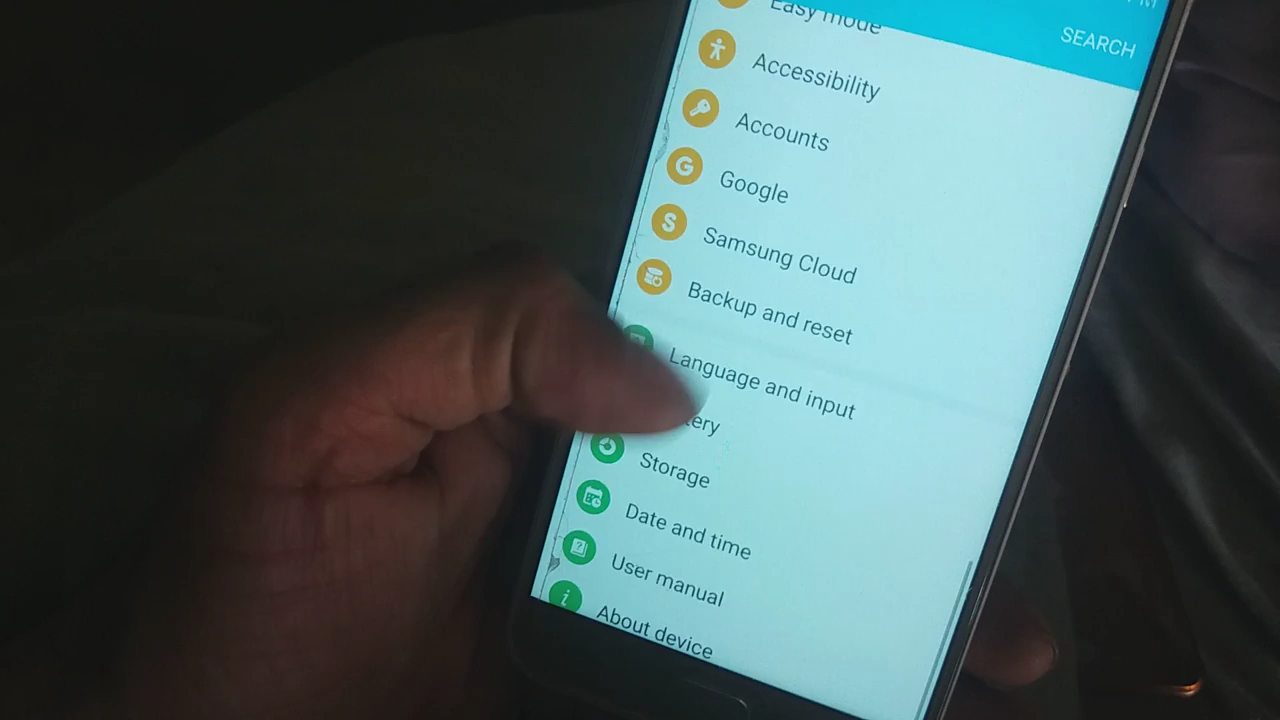 Easy mode
SEARCH
Accessibility
Accounts
Google
Samsung Cloud
Backup and reset
Language and input
tery
Storage
Date and time
User manual
About device